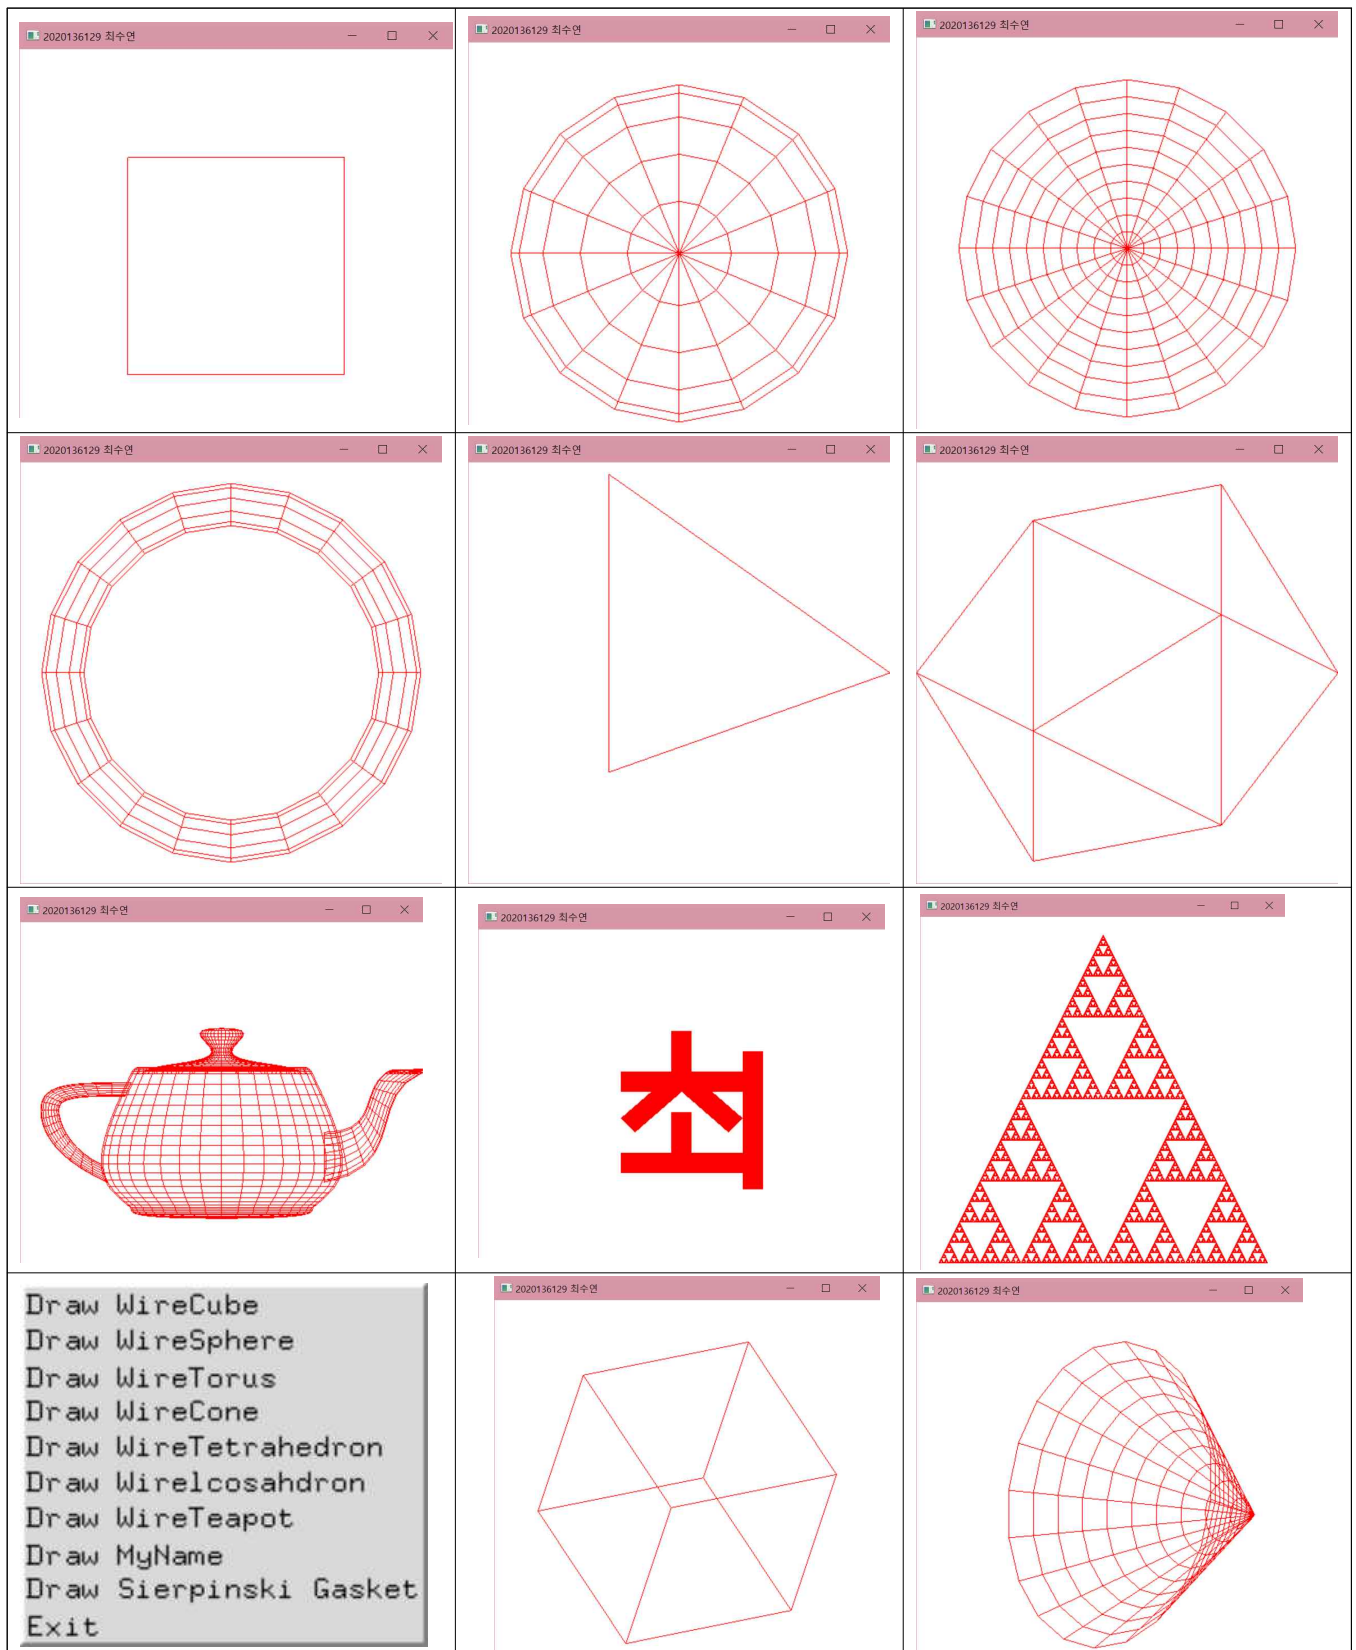 2020136129 최수연
2020136129 최수연
2020136129 최수연
2020136129 최수연
2020136129 최수연
2020136129 최수연
2020136129 최수연
2020136129 최수연
2020136129 최수연
최
Draw WireCube
Draw WireSphere
Draw WireTorus
Draw WireCone
Draw WireTetrahedron
Draw Wirelcosahdron
Draw WireTeapot
Draw MyName
Draw Sierpinski Gasket
Exit
2020136129 최수연
2020136129 최수연